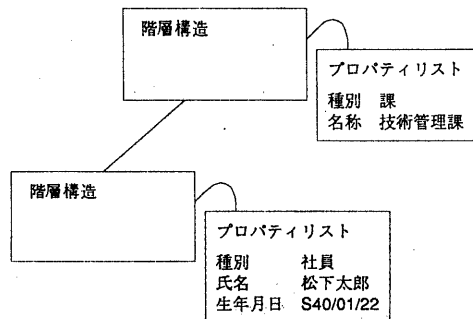 階層構造
プロパティリスト
種別 課
名称 技術管理課
階層構造
プロパティリスト
種別 社員
氏名 松下太郎
生年月日 S40/01/22